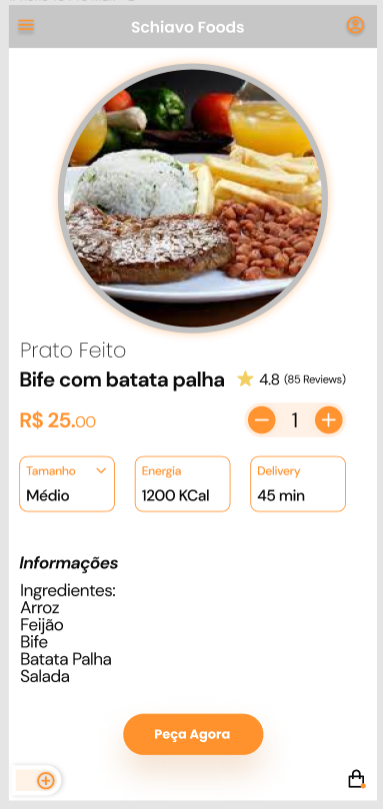 Schiavo Foods
Prato Feito
Bife com batata palha 4.8 (85 Reviews)
R$ 25.00 1
Tamanho Energia Delivery
Médio 1200 KCal 45 min
Informações
Ingredientes:
Arroz
Feijão
Bife
Batata Palha
Salada
Peça Agora